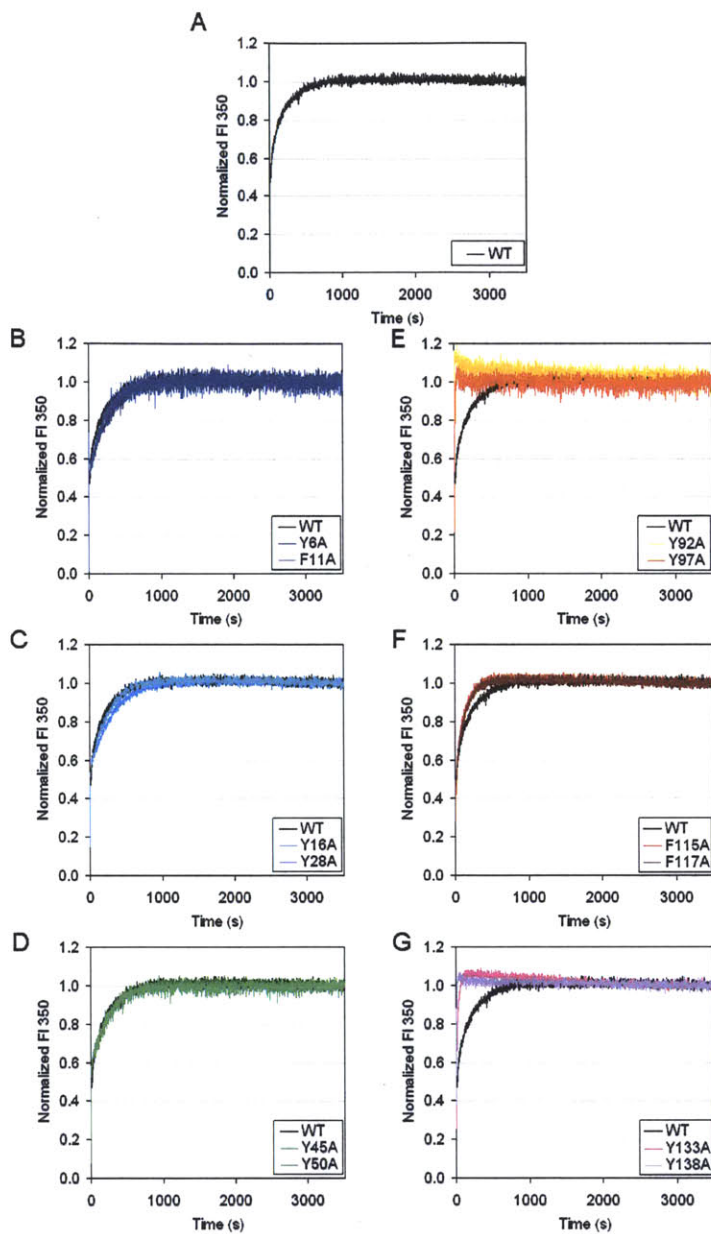 A
Normalized FI 350
1.2
1.0
0.8
0.6
0.4
0.2
0.0
WT
0
1000
2000
3000
Time (s)
B
Normalized FI 350
1.2
1.0
0.8
0.6
0.4
0.2
0.0
WT
Y6A
F11A
0
1000
2000
3000
Time (s)
E
Normalized FI 350
1.2
1.0
0.8
0.6
0.4
0.2
0.0
WT
Y92A
Y97A
0
1000
2000
3000
Time (s)
C
Normalized FI 350
1.2
1.0
0.8
0.6
0.4
0.2
0.0
WT
Y16A
Y28A
0
1000
2000
3000
Time (s)
F
Normalized FI 350
1.2
1.0
0.8
0.6
0.4
0.2
0.0
WT
F115A
F117A
0
1000
2000
3000
Time (s)
D
Normalized FI 350
1.2
1.0
0.8
0.6
0.4
0.2
0.0
WT
Y45A
Y50A
0
1000
2000
3000
Time (s)
G
Normalized FI 350
1.2
1.0
0.8
0.6
0.4
0.2
0.0
WT
Y133A
Y138A
0
1000
2000
3000
Time (s)